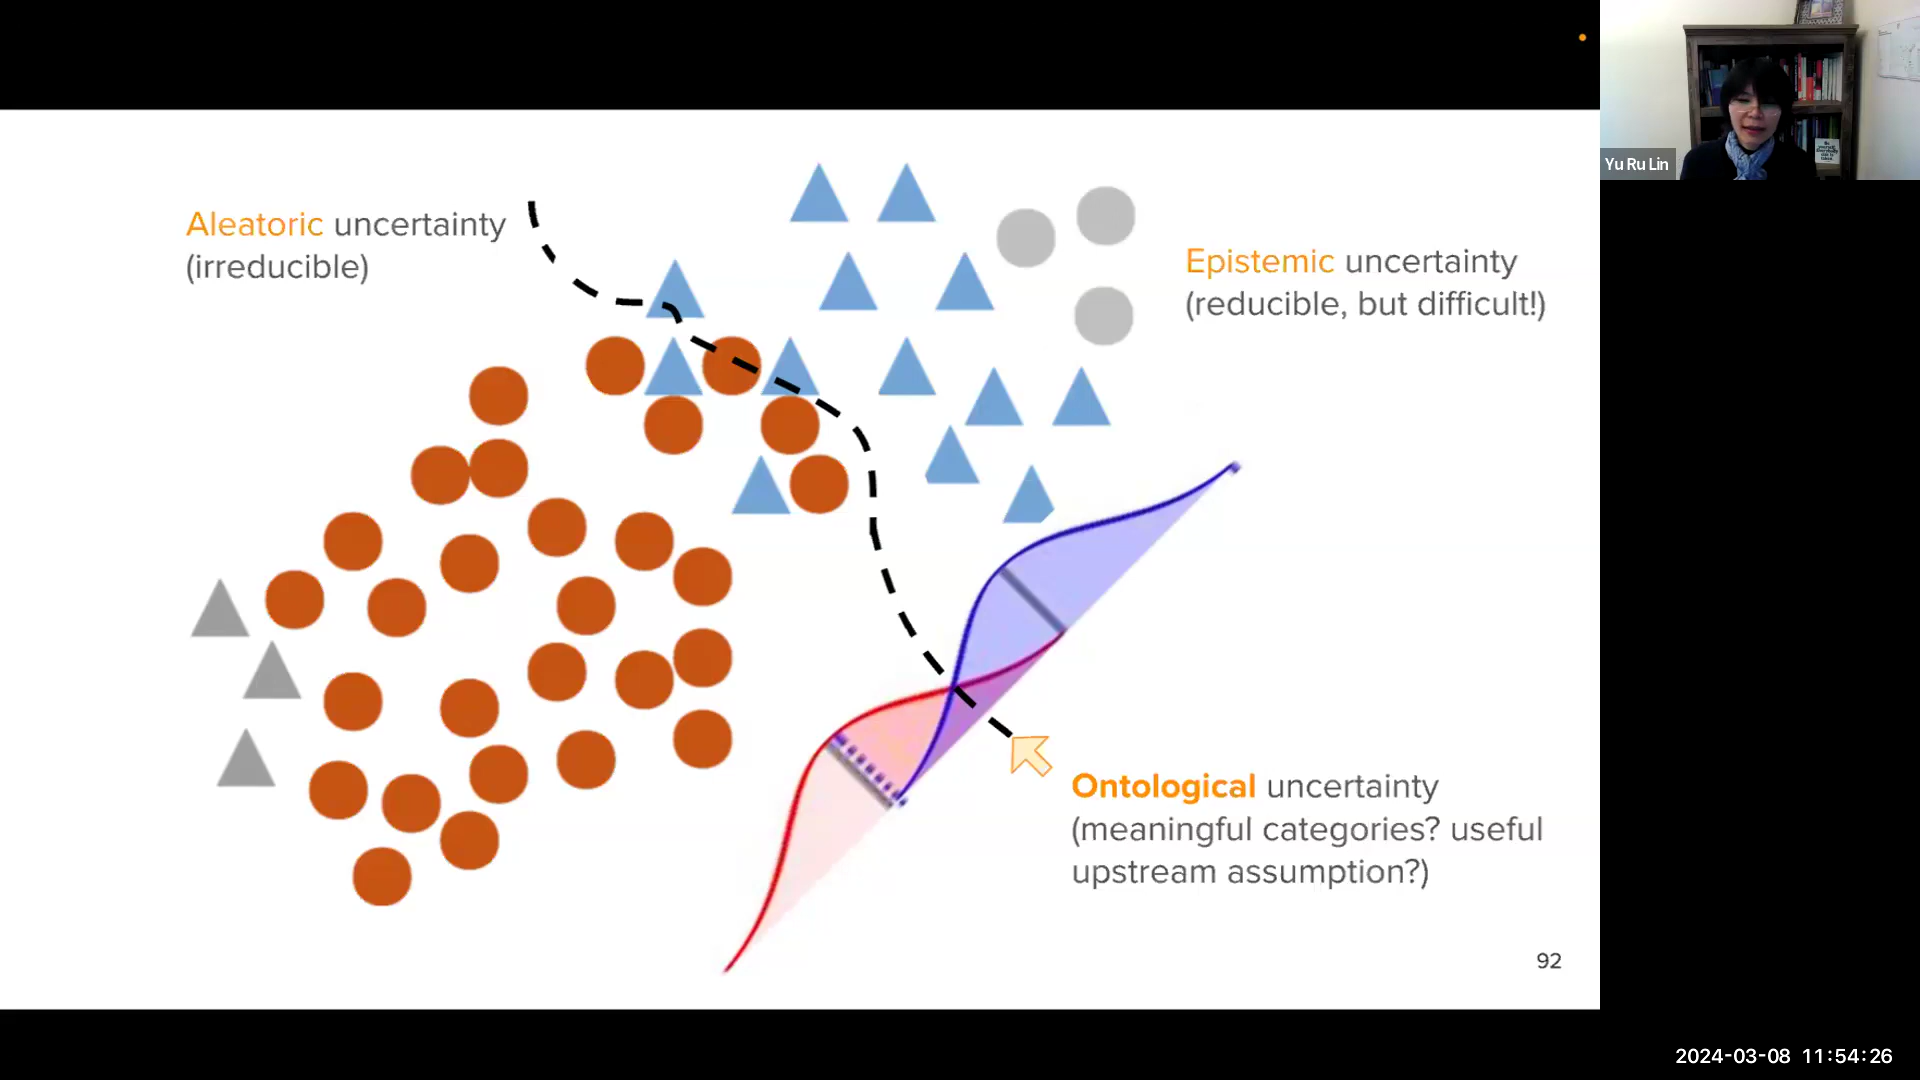 Yu Ru Lin
Aleatoric uncertainty
(irreducible)
Epistemic uncertainty
(reducible, but difficult!)
Ontological uncertainty
(meaningful categories? useful
upstream assumption?)
92
2024-03-08 11:54:26